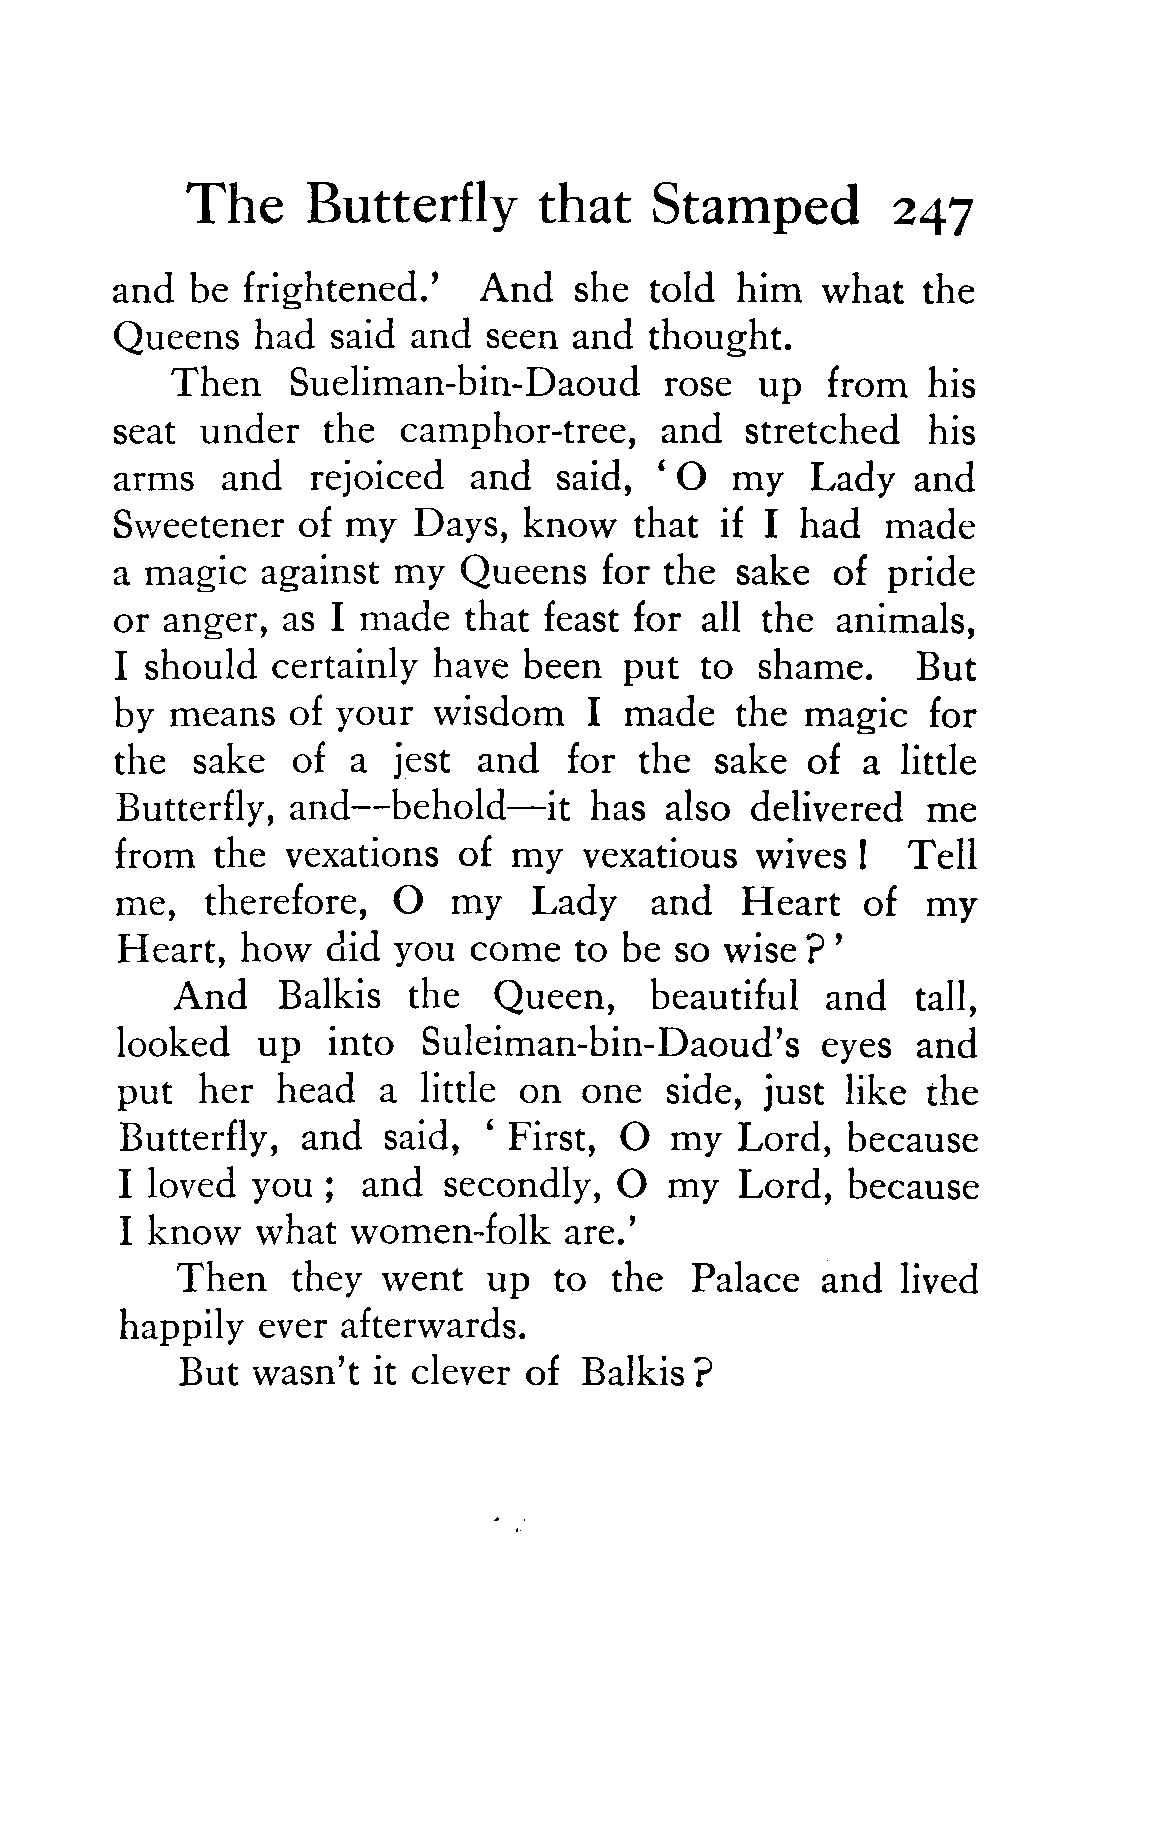 The Butterfly that Stamped 247
and be frightened.' And she told him what the
Queens had said and seen and thought.
Then Sueliman-bin-Daoud rose up from his
seat under the camphor-tree, and stretched his
arms and rejoiced and said, ‘O my Lady and
Sweetener of my Days, know that if I had made
a magic against my Queens for the sake of pride
or anger, as I made that feast for all the animals,
I should certainly have been put to shame. But
by means of your wisdom I made the magic for
the sake of a jest and for the sake of a little
Butterfly, and—behold—it has also delivered me
from the vexations of my vexatious wives! Tell
me, therefore, O my Lady and Heart of my
Heart, how did you come to be so wise?’
And Balkis the Queen, beautiful and tall,
looked up into Suleiman-bin-Daoud's eyes and
put her head a little on one side, just like the
Butterfly, and said, ‘First, O my Lord, because
I loved you; and secondly, O my Lord, because
I know what women-folk are.’
Then they went up to the Palace and lived
happily ever afterwards.
But wasn't it clever of Balkis?